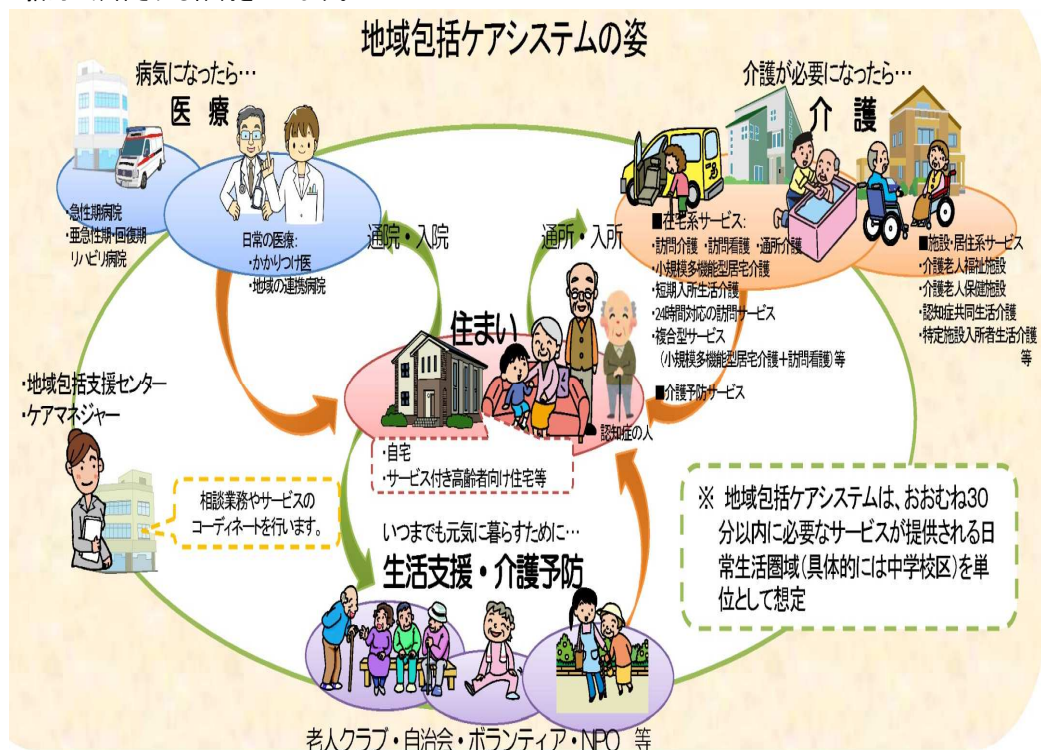 地域包括ケアシステムの姿
病気になったら…
医 療
・急性期病院
・亜急性期・回復期
リハビリ病院
日常の医療:
・かかりつけ医
・地域の連携病院
通院・入院
介護が必要になったら…
介 護
通所・入所
■在宅系サービス:
・訪問介護 ・訪問看護 ・通所介護
・小規模多機能型居宅介護
・短期入所生活介護
・24時間対応の訪問サービス
・複合型サービス
(小規模多機能型居宅介護+訪問看護)等
■介護予防サービス
■施設・居住系サービス
・介護老人福祉施設
・介護老人保健施設
・認知症共同生活介護
・特定施設入所者生活介護
等
住まい
認知症の人
・自宅
・サービス付き高齢者向け住宅等
・地域包括支援センター
・ケアマネジャー
相談業務やサービスの
コーディネートを行います。
いつまでも元気に暮らすために…
生活支援・介護予防
老人クラブ・自治会・ボランティア・NPO 等
※ 地域包括ケアシステムは、おおむね30
分以内に必要なサービスが提供される日
常生活圏域(具体的には中学校区)を単
位として想定